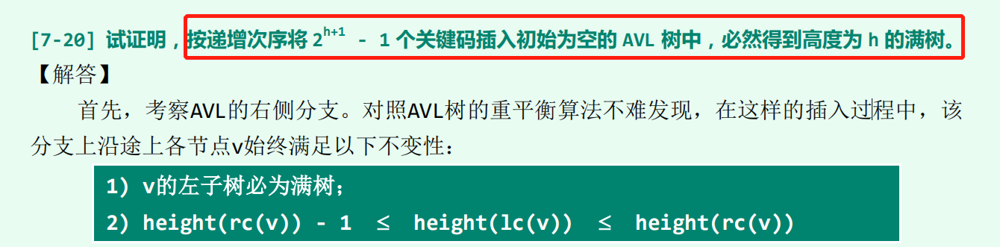 [7-20] 试证明，按递增次序将 2^{h+1} - 1 个关键码插入初始为空的 AVL 树中，必然得到高度为 h 的满树。
【解答】
首先，考察AVL的右侧分支。对照AVL树的重平衡算法不难发现，在这样的插入过程中，该
分支上沿途上各节点v始终满足以下不变性：
1) v的左子树必为满树；
2) height(rc(v)) - 1 ≤ height(lc(v)) ≤ height(rc(v))